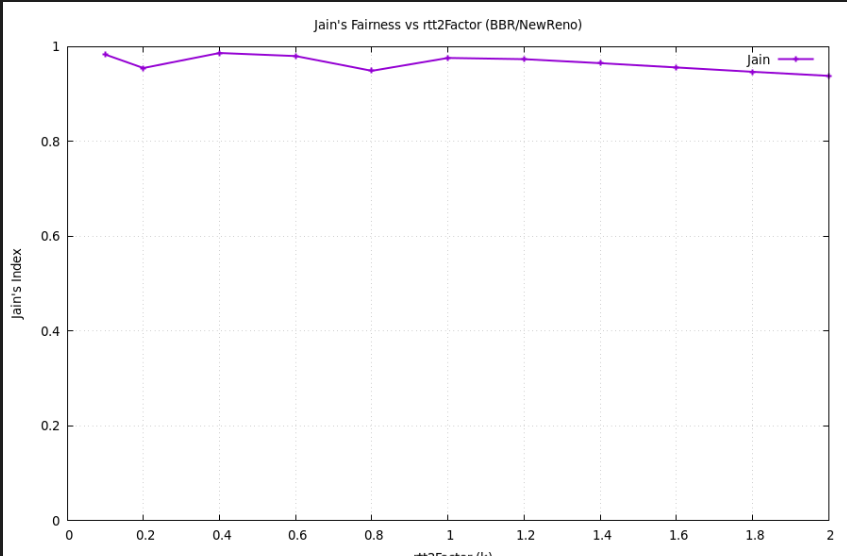 Jain's Fairness vs rtt2Factor (BBR/NewReno)
1
Jain
0.8
0.6
Jain's Index
0.4
0.2
0
0 0.2 0.4 0.6 0.8 1 1.2 1.4 1.6 1.8 2
rtt2Factor (k)